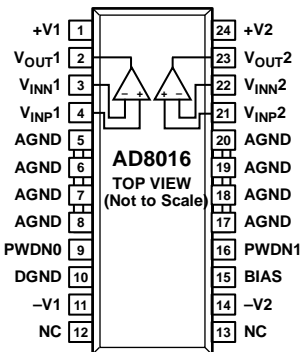 +V1 1 24 +V2
VOUT1 2 23 VOUT2
VINN1 3 22 VINN2
VINP1 4 21 VINP2
AGND 5 20 AGND
AGND 6 19 AGND
AGND 7 18 AGND
AGND 8 17 AGND
PWDN0 9 16 PWDN1
DGND 10 15 BIAS
–V1 11 14 –V2
NC 12 13 NC
– +
+ –
AD8016
TOP VIEW
(Not to Scale)